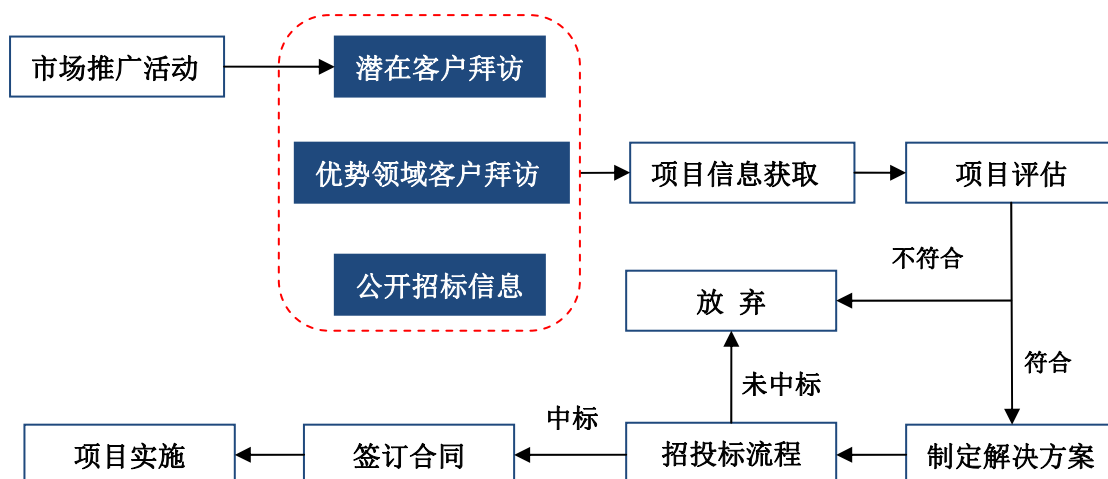 市场推广活动
潜在客户拜访
优势领域客户拜访
项目信息获取
项目评估
不符合
公开招标信息
放 弃
符合
未中标
中标
项目实施
签订合同
招投标流程
制定解决方案